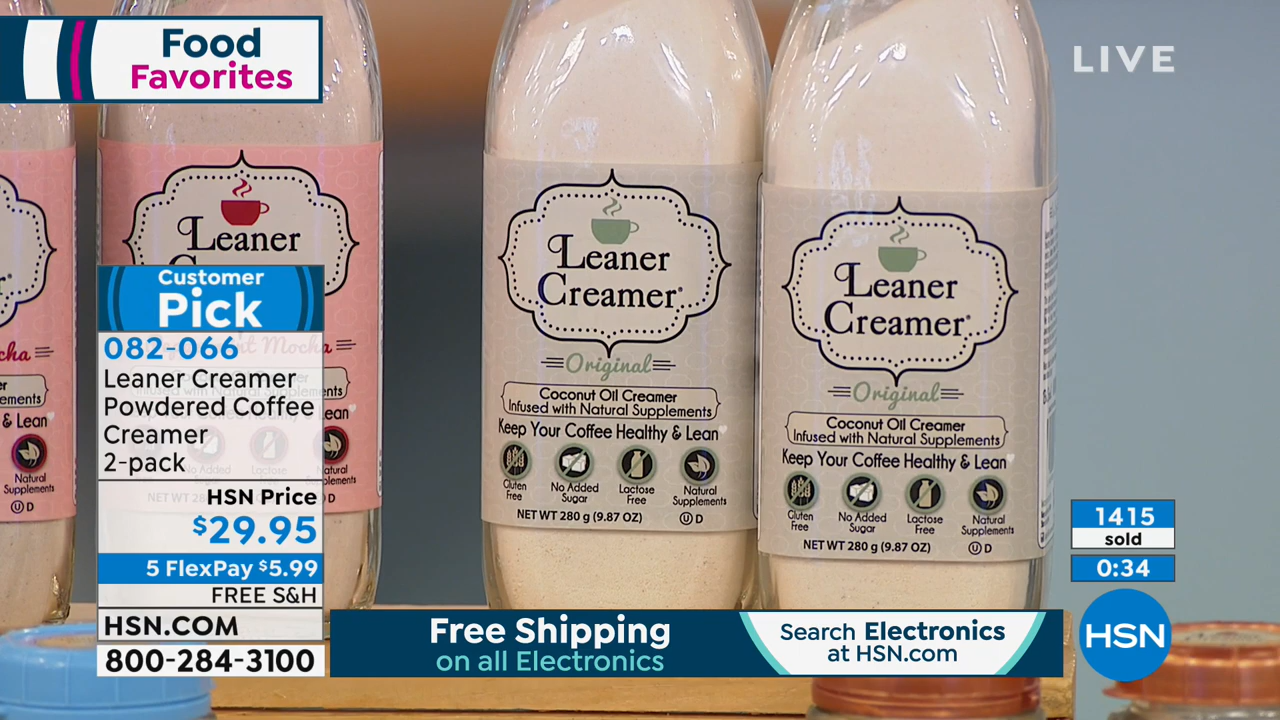 Food
Favorites
LIVE
Leaner
Leaner
Creamer
Original
Coconut Oil Creamer
Infused with Natural Supplements
Keep Your Coffee Healthy & Lean
Gluten
Free
No Added
Sugar
Lactose
Free
Natural
Supplements
NET WT 280 g (9.87 OZ)
U D
Leaner
Creamer
Original
Coconut Oil Creamer
Infused with Natural Supplements
Keep Your Coffee Healthy & Lean
Gluten
Free
No Added
Sugar
Lactose
Free
Natural
Supplements
NET WT 280 g (9.87 OZ)
U D
& Lean
Natural
Supplements
U D
Customer
Pick
082-066
Leaner Creamer
Powdered Coffee
Creamer
2-pack
HSN Price
$29.95
5 FlexPay $5.99
FREE S&H
HSN.COM
800-284-3100
Free Shipping
on all Electronics
Search Electronics
at HSN.com
1415
sold
0:34
HSN